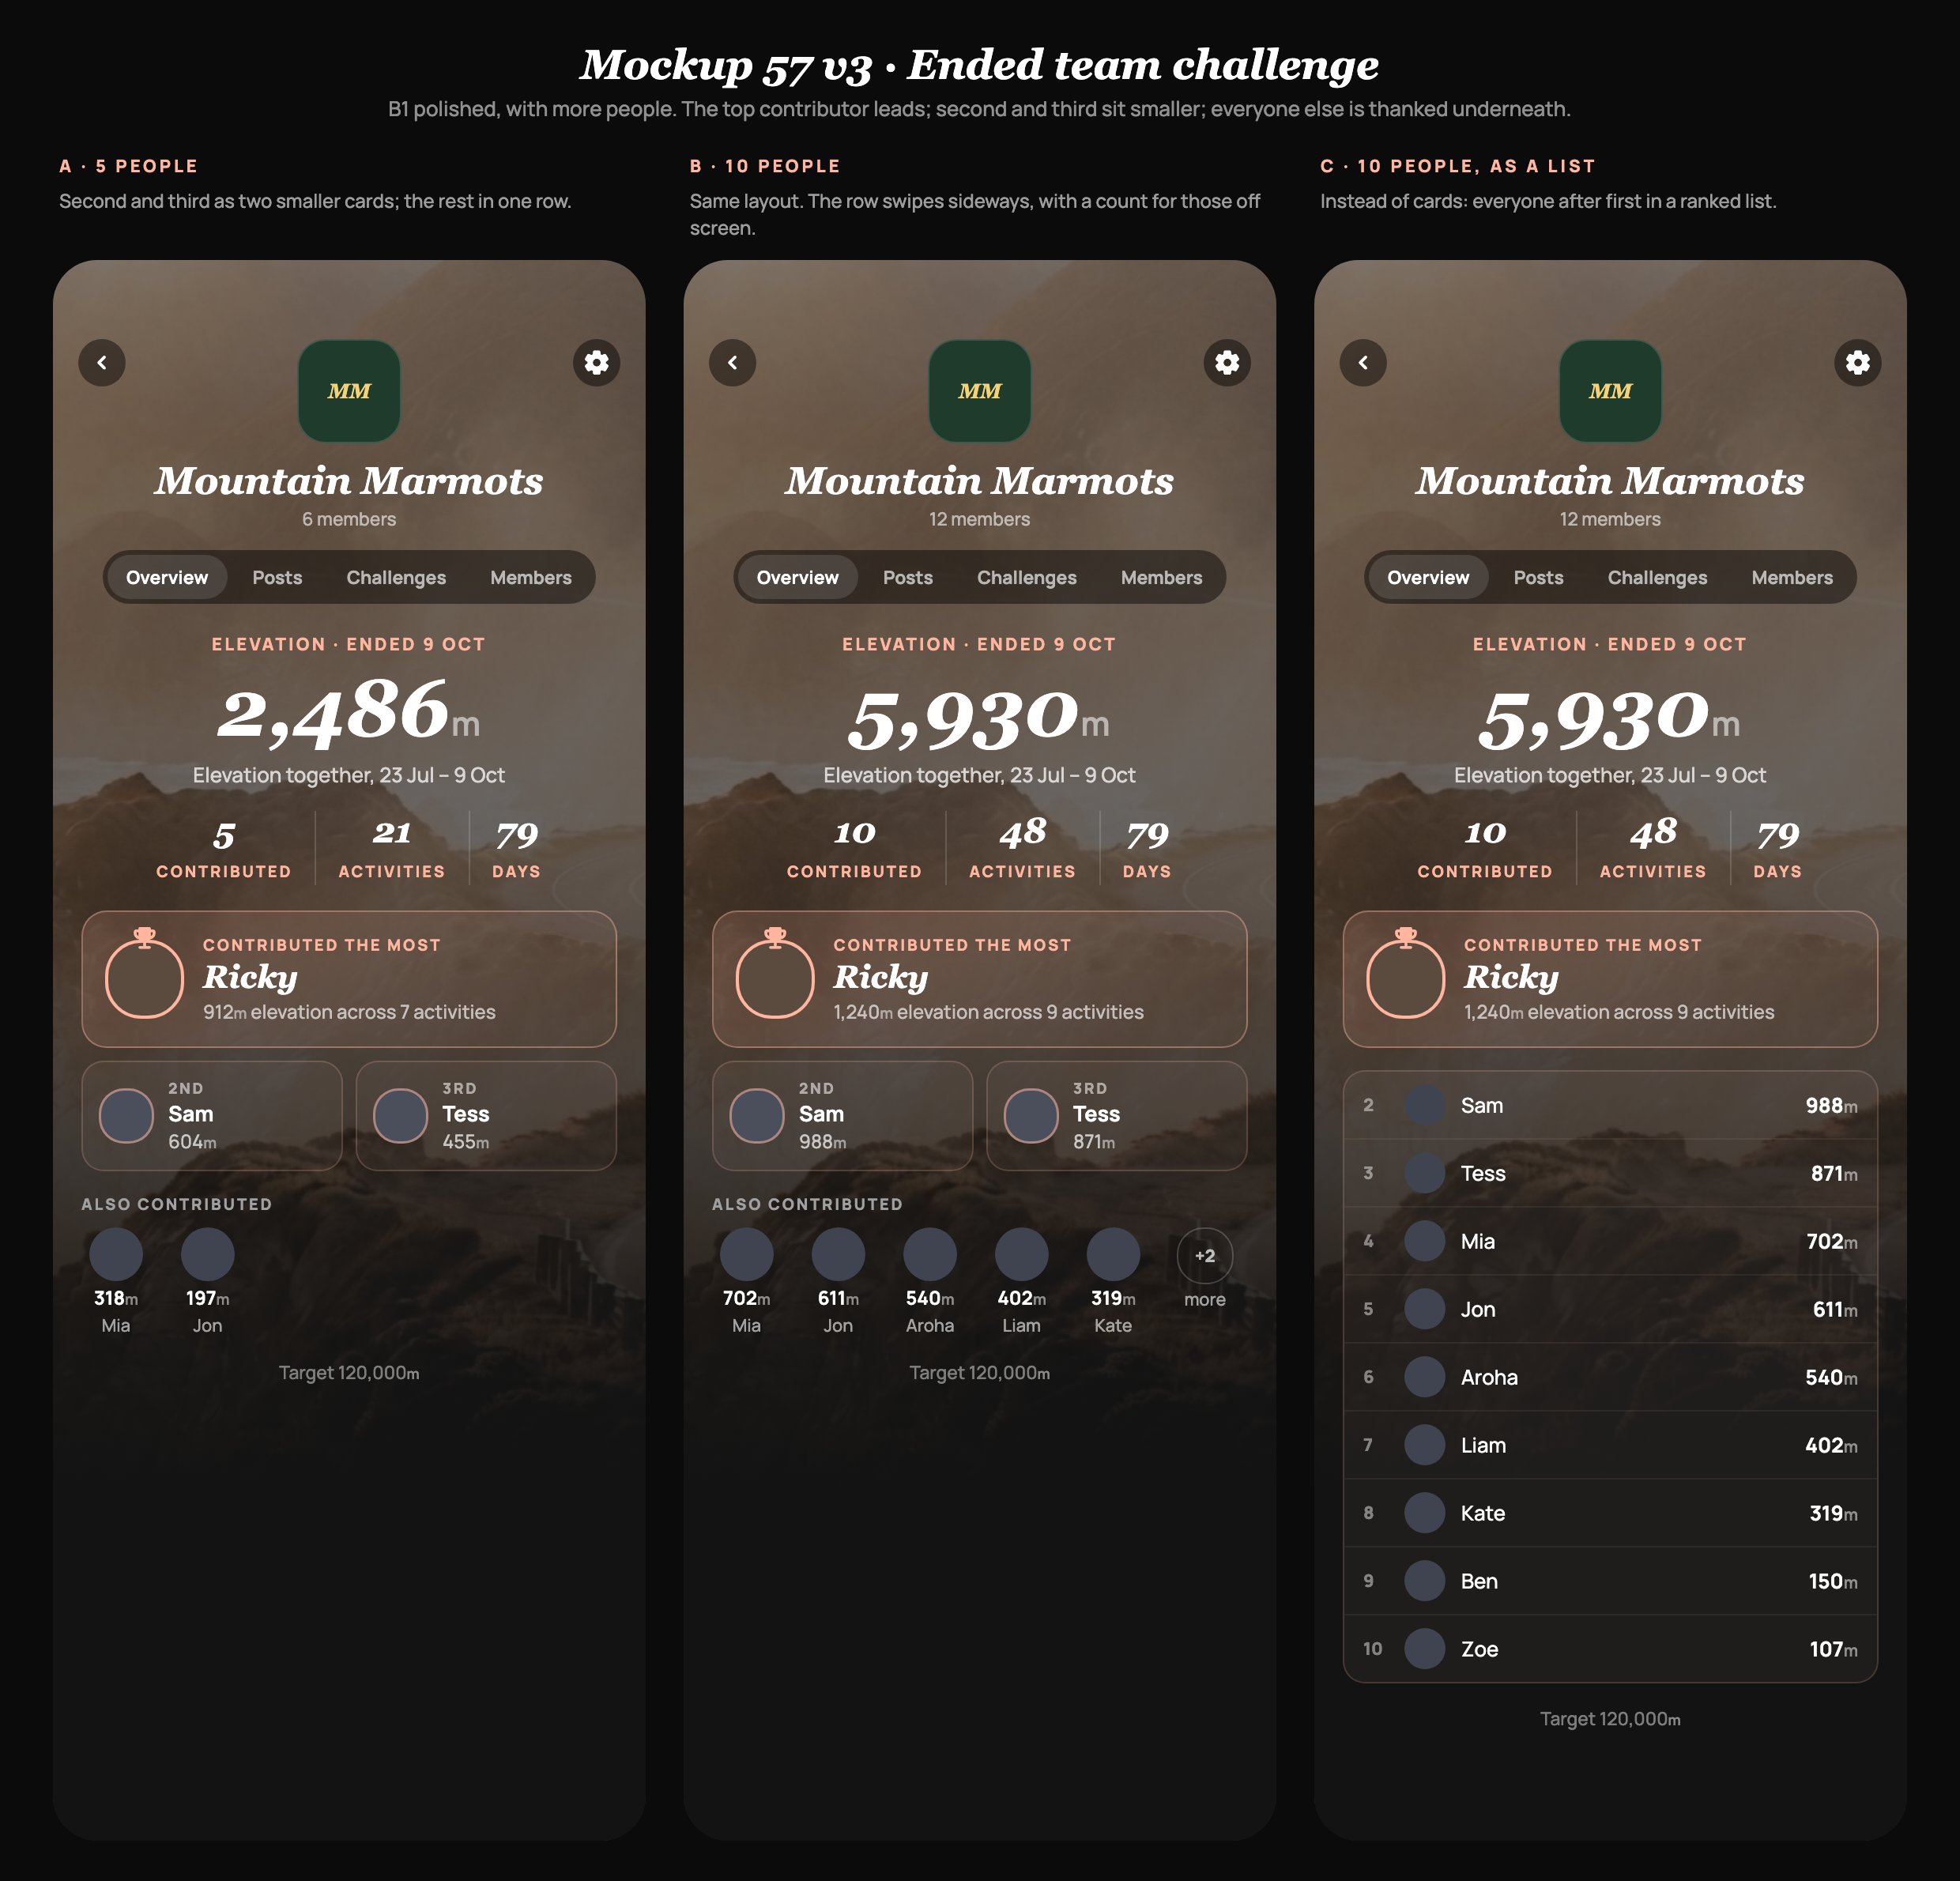 Mockup 57 v3 · Ended team challenge
B1 polished, with more people. The top contributor leads; second and third sit smaller; everyone else is thanked underneath.
A · 5 PEOPLE
Second and third as two smaller cards; the rest in one row.
MM
Mountain Marmots
6 members
Overview Posts Challenges Members
ELEVATION · ENDED 9 OCT
2,486m
Elevation together, 23 Jul – 9 Oct
5 21 79
CONTRIBUTED ACTIVITIES DAYS
CONTRIBUTED THE MOST
Ricky
912m elevation across 7 activities
2ND
Sam
604m
3RD
Tess
455m
ALSO CONTRIBUTED
318m 197m
Mia Jon
Target 120,000m
B · 10 PEOPLE
Same layout. The row swipes sideways, with a count for those off
screen.
MM
Mountain Marmots
12 members
Overview Posts Challenges Members
ELEVATION · ENDED 9 OCT
5,930m
Elevation together, 23 Jul – 9 Oct
10 48 79
CONTRIBUTED ACTIVITIES DAYS
CONTRIBUTED THE MOST
Ricky
1,240m elevation across 9 activities
2ND
Sam
988m
3RD
Tess
871m
ALSO CONTRIBUTED
+2
702m 611m 540m 402m 319m more
Mia Jon Aroha Liam Kate
Target 120,000m
C · 10 PEOPLE, AS A LIST
Instead of cards: everyone after first in a ranked list.
MM
Mountain Marmots
12 members
Overview Posts Challenges Members
ELEVATION · ENDED 9 OCT
5,930m
Elevation together, 23 Jul – 9 Oct
10 48 79
CONTRIBUTED ACTIVITIES DAYS
CONTRIBUTED THE MOST
Ricky
1,240m elevation across 9 activities
2 Sam 988m
3 Tess 871m
4 Mia 702m
5 Jon 611m
6 Aroha 540m
7 Liam 402m
8 Kate 319m
9 Ben 150m
10 Zoe 107m
Target 120,000m